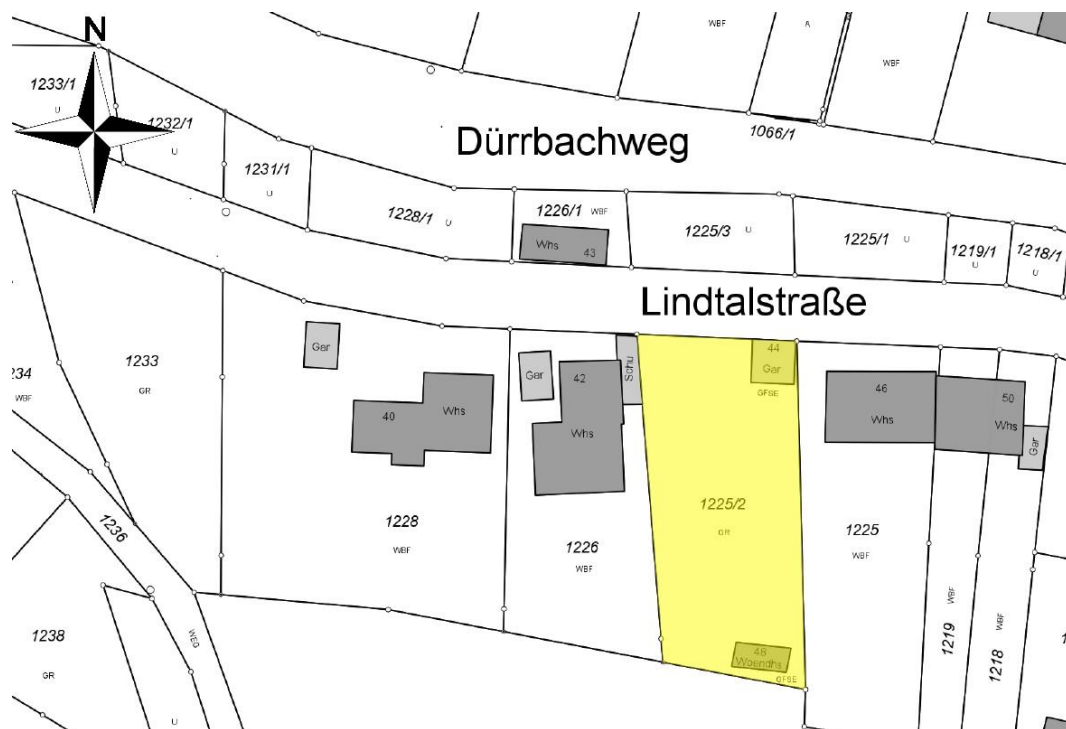 N
WBF
A
WBF
1233/1
U
1232/1
U
1231/1
U
Dürrbachweg
1066/1
1228/1
U
1226/1 WBF
Whs 43
1225/3 U
1225/1 U
1219/1
U
1218/1
U
Lindtalstraße
1233
GR
234
WBF
Gar
40
Whs
Gar
42
Whs
Schu
44
Gar
GFSE
46
Whs
50
Whs
Gar
1225/2
GR
1228
WBF
1226
WBF
1225
WBF
1236
WEG
1238
GR
U
48
Woendhs
GFSE
1219
WBF
1218
WBF
1